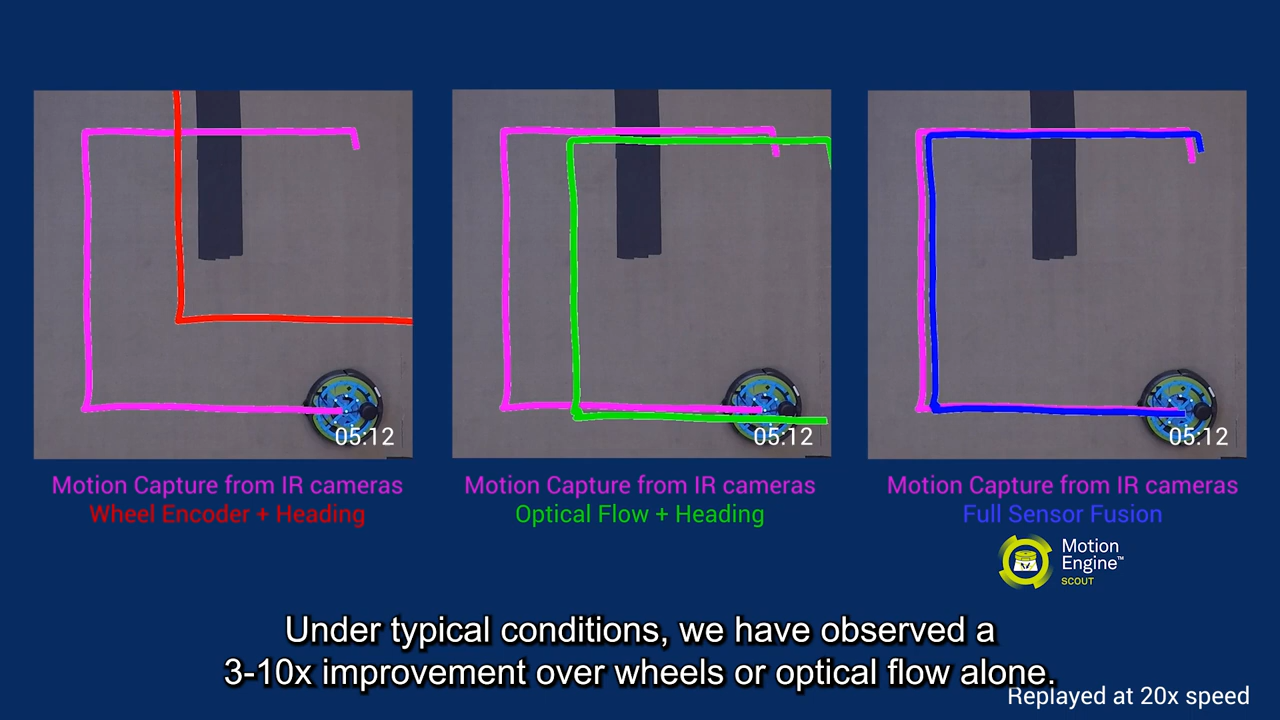 05:12
05:12
05:12
Motion Capture from IR cameras
Wheel Encoder + Heading
Motion Capture from IR cameras
Optical Flow + Heading
Motion Capture from IR cameras
Full Sensor Fusion
Motion
Engine™
SCOUT
Under typical conditions, we have observed a
3-10x improvement over wheels or optical flow alone.
Replayed at 20x speed